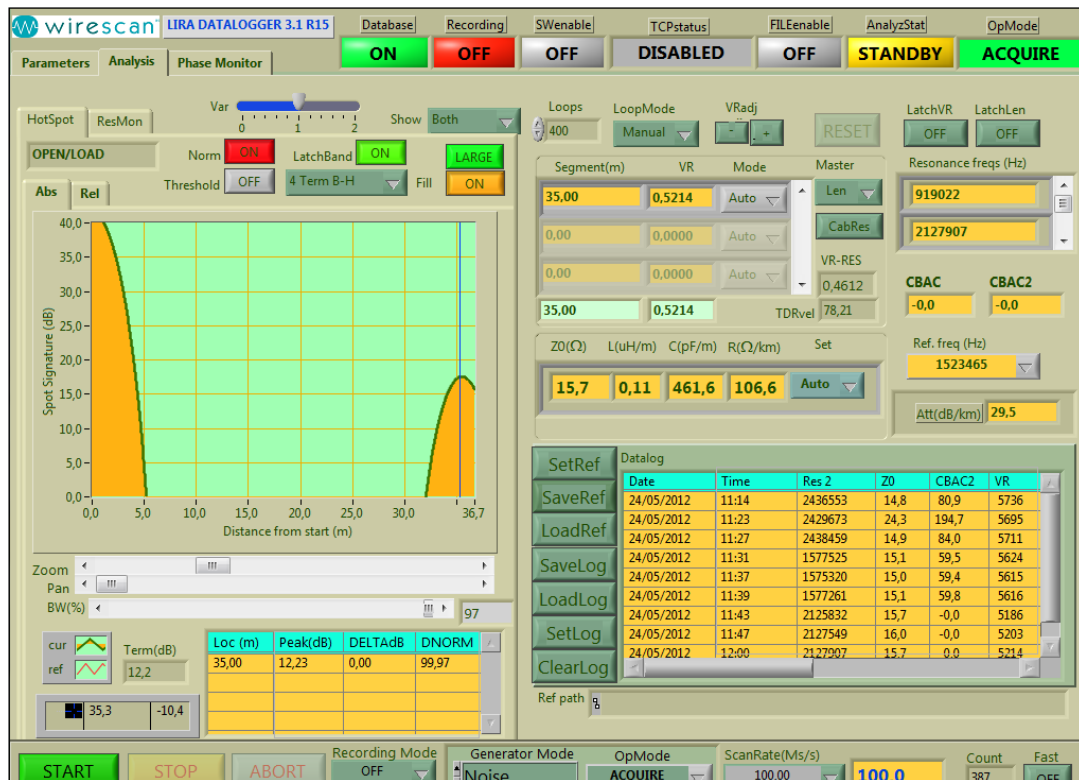 wirescan LIRA DATALOGGER 3.1 R15
Database Recording SWenable TCPstatus FILEenable AnalyzStat OpMode
ON OFF OFF DISABLED OFF STANDBY ACQUIRE
Parameters Analysis Phase Monitor
HotSpot ResMon
Var 0 1 2
Show Both
OPEN/LOAD
Norm ON LatchBand ON LARGE
Threshold OFF 4 Term B-H Fill ON
Abs Rel
Spot Signature (dB)
40,0
35,0
30,0
25,0
20,0
15,0
10,0
5,0
0,0
0,0 5,0 10,0 15,0 20,0 25,0 30,0 36,7
Distance from start (m)
Zoom
Pan
BW(%) 97
cur
ref
Term(dB)
12,2
Loc (m) Peak(dB) DELTAdB DNORM
35,00 12,23 0,00 99,97
35,3 -10,4
Loops LoopMode VRadj
400 Manual - + RESET
LatchVR LatchLen
OFF OFF
Segment(m) VR Mode Master
35,00 0,5214 Auto Len
0,00 0,0000 Auto CabRes
0,00 0,0000 Auto
VR-RES
0,4612
35,00 0,5214 TDRvel 78,21
Resonance freqs (Hz)
919022
2127907
CBAC CBAC2
-0,0 -0,0
Z0(Ω) L(uH/m) C(pF/m) R(Ω/km) Set
15,7 0,11 461,6 106,6 Auto
Ref. freq (Hz)
1523465
Att(dB/km) 29,5
SetRef
SaveRef
LoadRef
SaveLog
LoadLog
SetLog
ClearLog
Datalog
Date Time Res 2 Z0 CBAC2 VR
24/05/2012 11:14 2436553 14,8 80,9 5736
24/05/2012 11:23 2429673 24,3 194,7 5695
24/05/2012 11:27 2438459 14,9 84,0 5711
24/05/2012 11:31 1577525 15,1 59,5 5624
24/05/2012 11:37 1575320 15,0 59,4 5615
24/05/2012 11:39 1577261 15,1 59,8 5616
24/05/2012 11:43 2125832 15,7 -0,0 5186
24/05/2012 11:47 2127549 16,0 -0,0 5203
24/05/2012 12:00 2127907 15,7 0,0 5214
Ref path
START STOP ABORT
Recording Mode
OFF
Generator Mode
Noise
OpMode
ACQUIRE
ScanRate(Ms/s)
100,00 100,0
Count
387
Fast
OFF